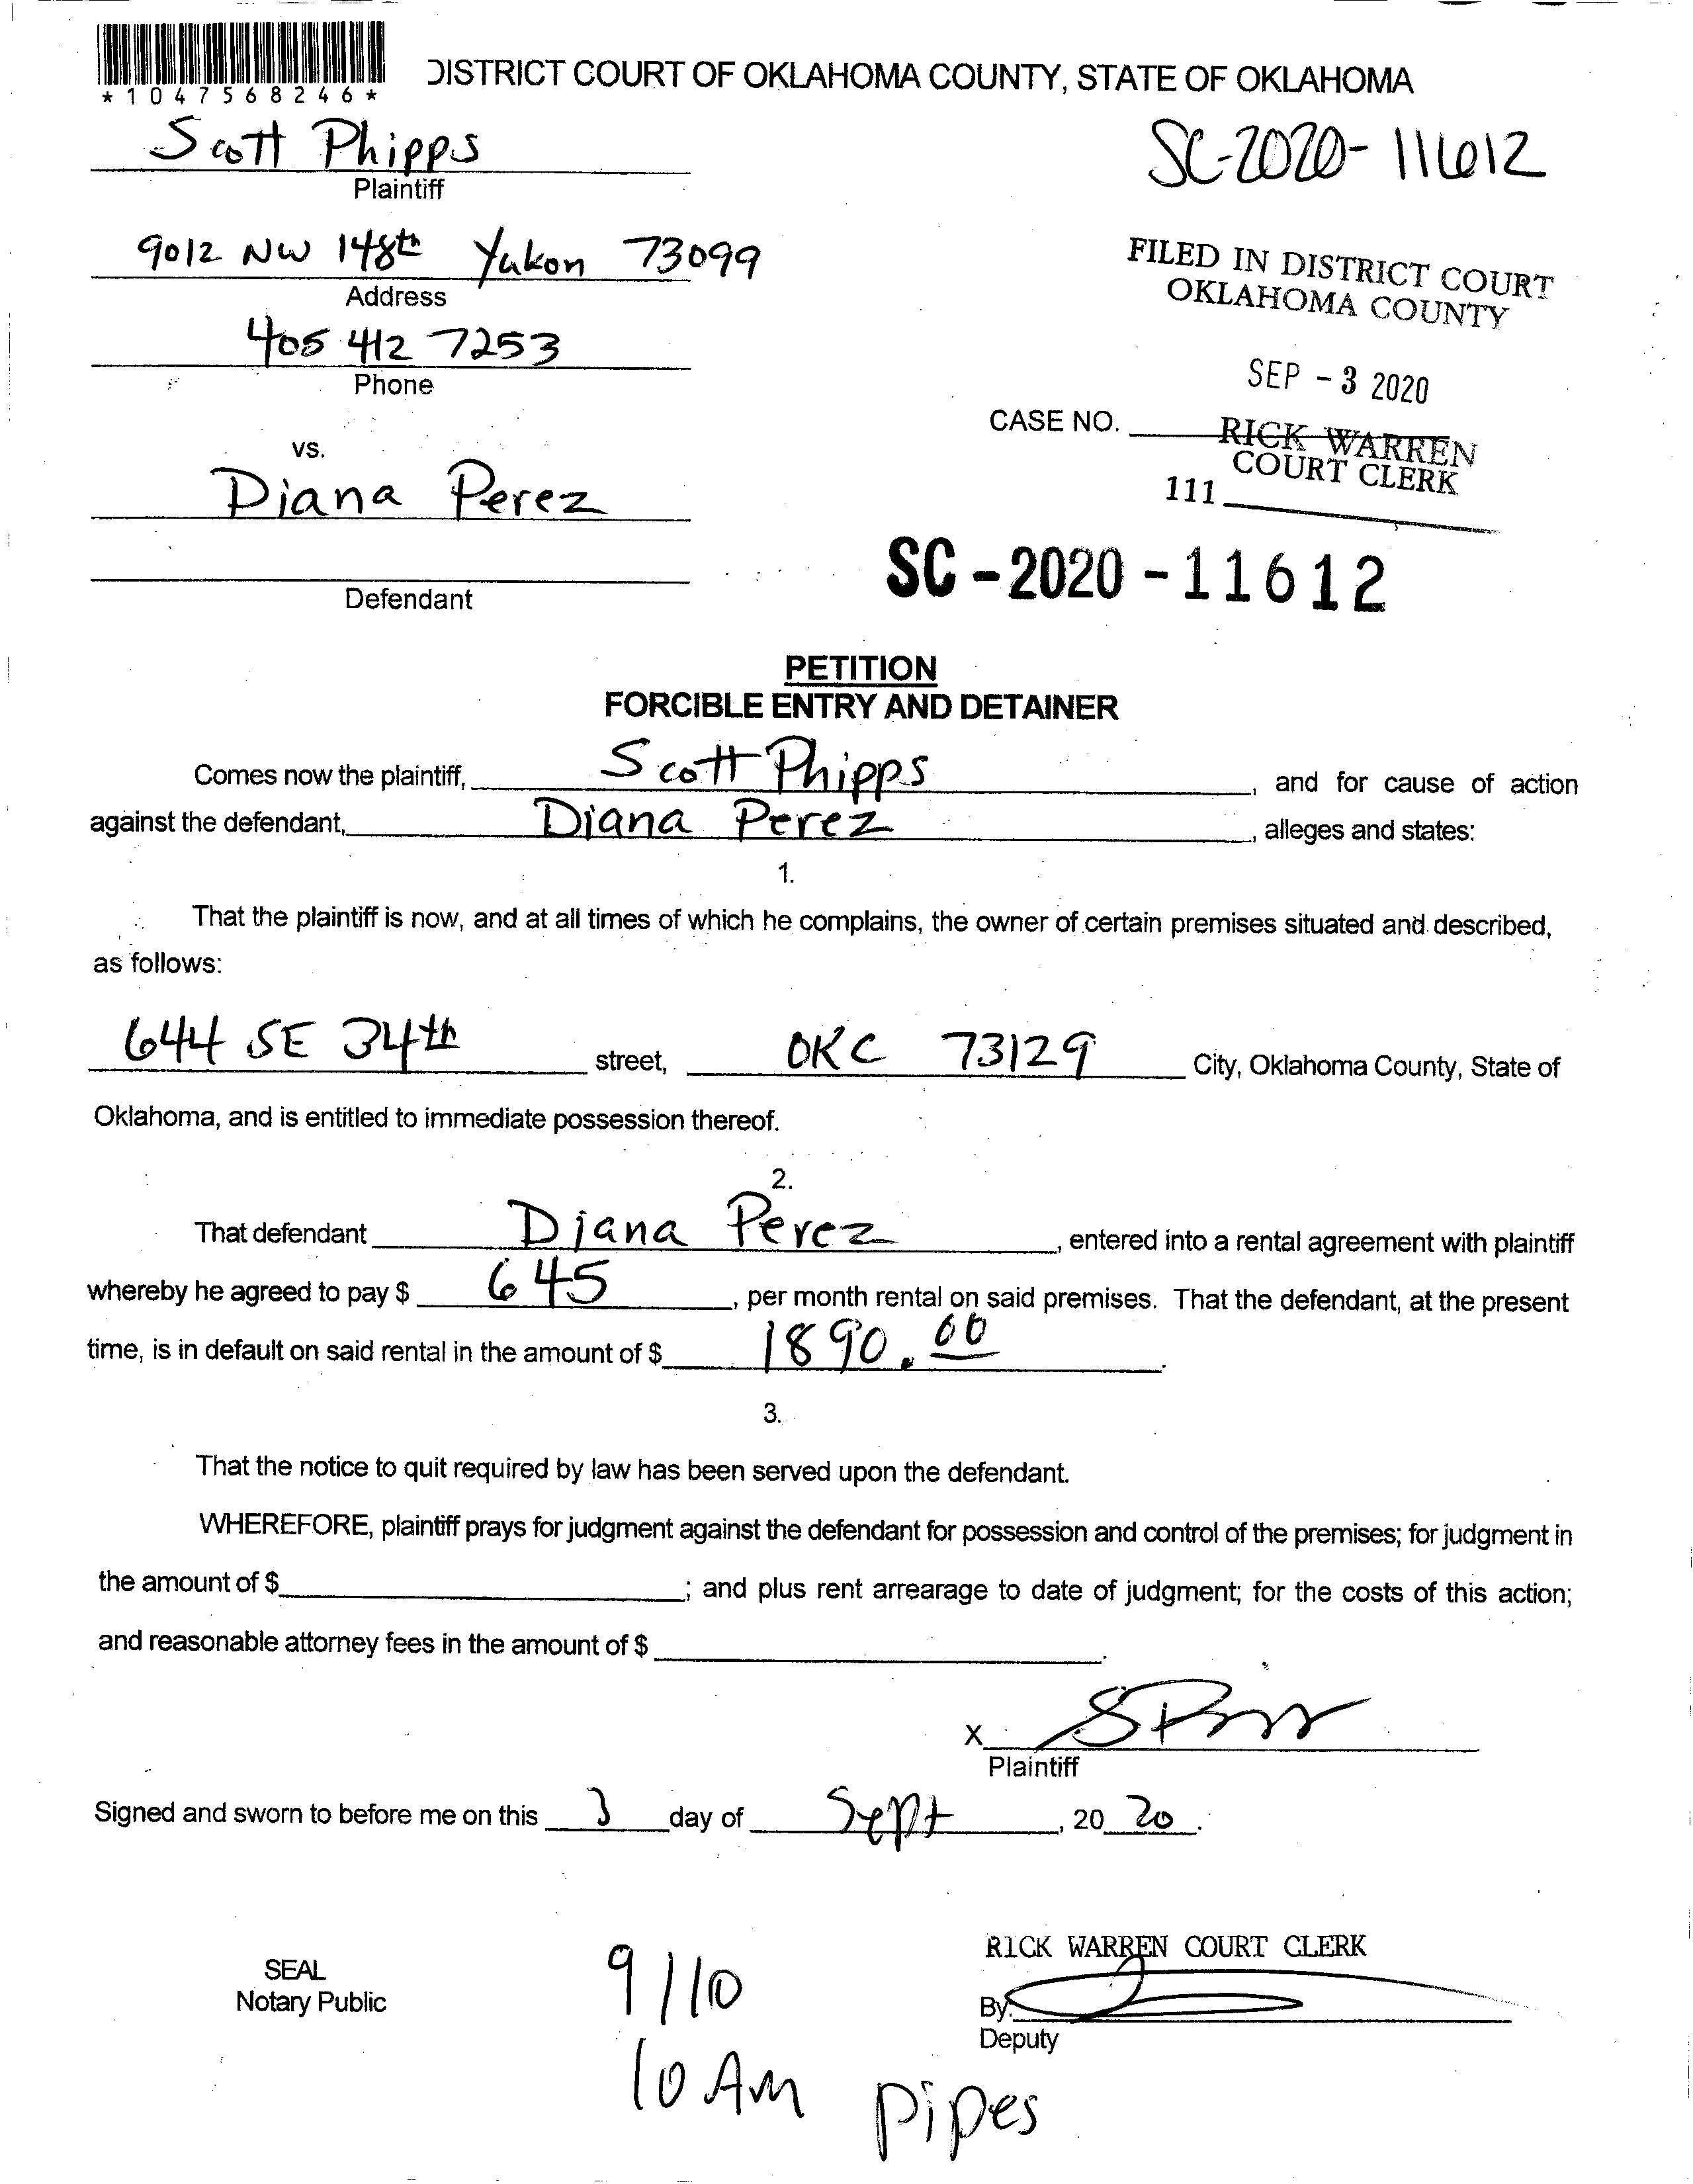 *1047568246*
DISTRICT COURT OF OKLAHOMA COUNTY, STATE OF OKLAHOMA
Scott Phipps
Plaintiff
SC-2020-11612
9012 NW 148th Yukon 73099
Address
FILED IN DISTRICT COURT
OKLAHOMA COUNTY
405 412 7253
Phone
SEP - 3 2020
CASE NO.
RICK WARREN
COURT CLERK
111
vs.
Diana Perez
Defendant
SC - 2020 - 11612
PETITION
FORCIBLE ENTRY AND DETAINER
Comes now the plaintiff, Scott Phipps, and for cause of action
against the defendant, Diana Perez, alleges and states:
1.
That the plaintiff is now, and at all times of which he complains, the owner of certain premises situated and described,
as follows:
644 SE 34th street, OKC 73129 City, Oklahoma County, State of
Oklahoma, and is entitled to immediate possession thereof.
2.
That defendant Diana Perez, entered into a rental agreement with plaintiff
whereby he agreed to pay $ 645, per month rental on said premises. That the defendant, at the present
time, is in default on said rental in the amount of $ 1890.00.
3.
That the notice to quit required by law has been served upon the defendant.
WHEREFORE, plaintiff prays for judgment against the defendant for possession and control of the premises; for judgment in
the amount of $ ; and plus rent arrearage to date of judgment; for the costs of this action;
and reasonable attorney fees in the amount of $ .
X
Plaintiff
Signed and sworn to before me on this 3 day of Sept, 20 20.
SEAL
Notary Public
9/10
10 AM
Pipes
RICK WARREN COURT CLERK
By:
Deputy